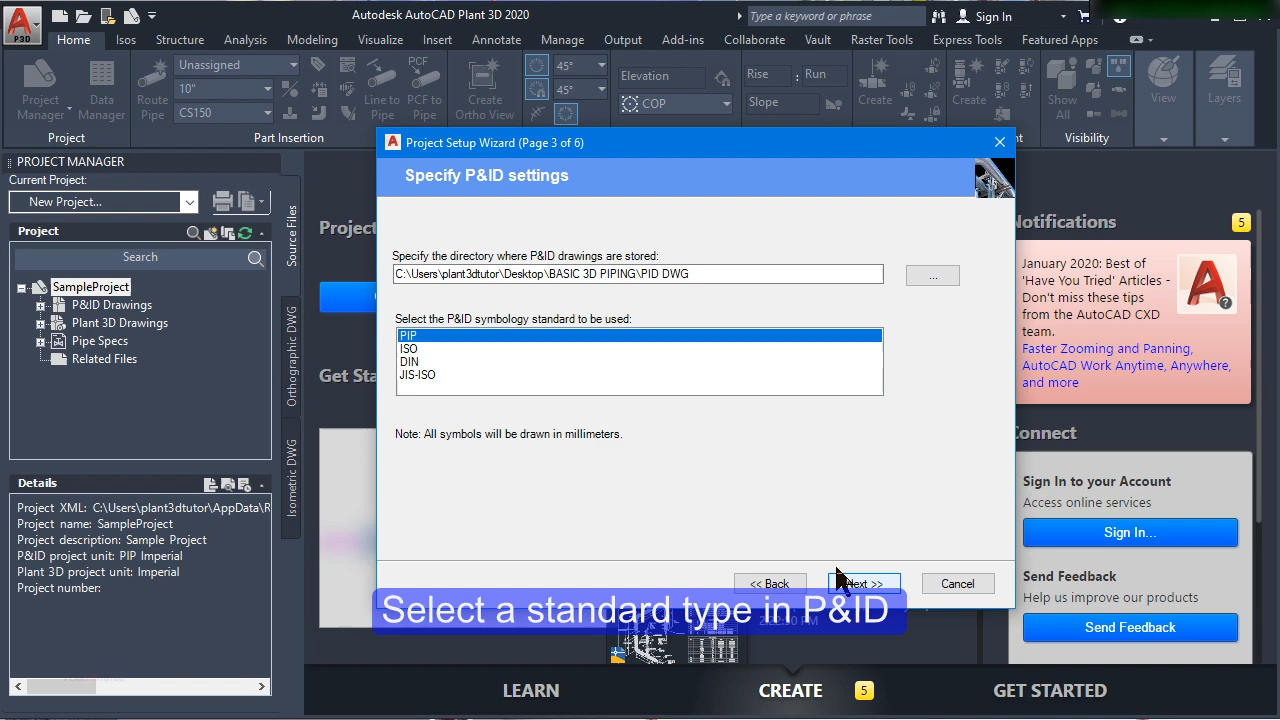 Autodesk AutoCAD Plant 3D 2020
Type a keyword or phrase
Sign In
P3D
Home Isos Structure Analysis Modeling Visualize Insert Annotate Manage Output Add-ins Collaborate Vault Raster Tools Express Tools Featured Apps
Project Manager
Data Manager
Project
Route Pipe
Unassigned
10"
CS150
Part Insertion
Line to Pipe
PCF to Pipe
PCF
Create Ortho View
45°
45°
Elevation
COP
Rise : Run
Slope
Create
Create
Show All
Visibility
View
Layers
PROJECT MANAGER
Current Project:
New Project...
Project
Search
SampleProject
P&ID Drawings
Plant 3D Drawings
Pipe Specs
Related Files
Source Files
Orthographic DWG
Isometric DWG
Details
Project XML: C:\Users\plant3dtutor\AppData\R
Project name: SampleProject
Project description: Sample Project
P&ID project unit: PIP Imperial
Plant 3D project unit: Imperial
Project number:
Project
Get Sta
Project Setup Wizard (Page 3 of 6)
Specify P&ID settings
Specify the directory where P&ID drawings are stored:
C:\Users\plant3dtutor\Desktop\BASIC 3D PIPING\PID DWG
...
Select the P&ID symbology standard to be used:
PIP
ISO
DIN
JIS-ISO
Note: All symbols will be drawn in millimeters.
<< Back
Next >>
Cancel
Select a standard type in P&ID
Notifications
5
January 2020: Best of
'Have You Tried' Articles -
Don't miss these tips
from the AutoCAD CXD
team.
Faster Zooming and Panning,
AutoCAD Work Anytime, Anywhere,
and more
Connect
Sign In to your Account
Access online services
Sign In...
Send Feedback
Help us improve our products
Send Feedback
LEARN
CREATE
5
GET STARTED